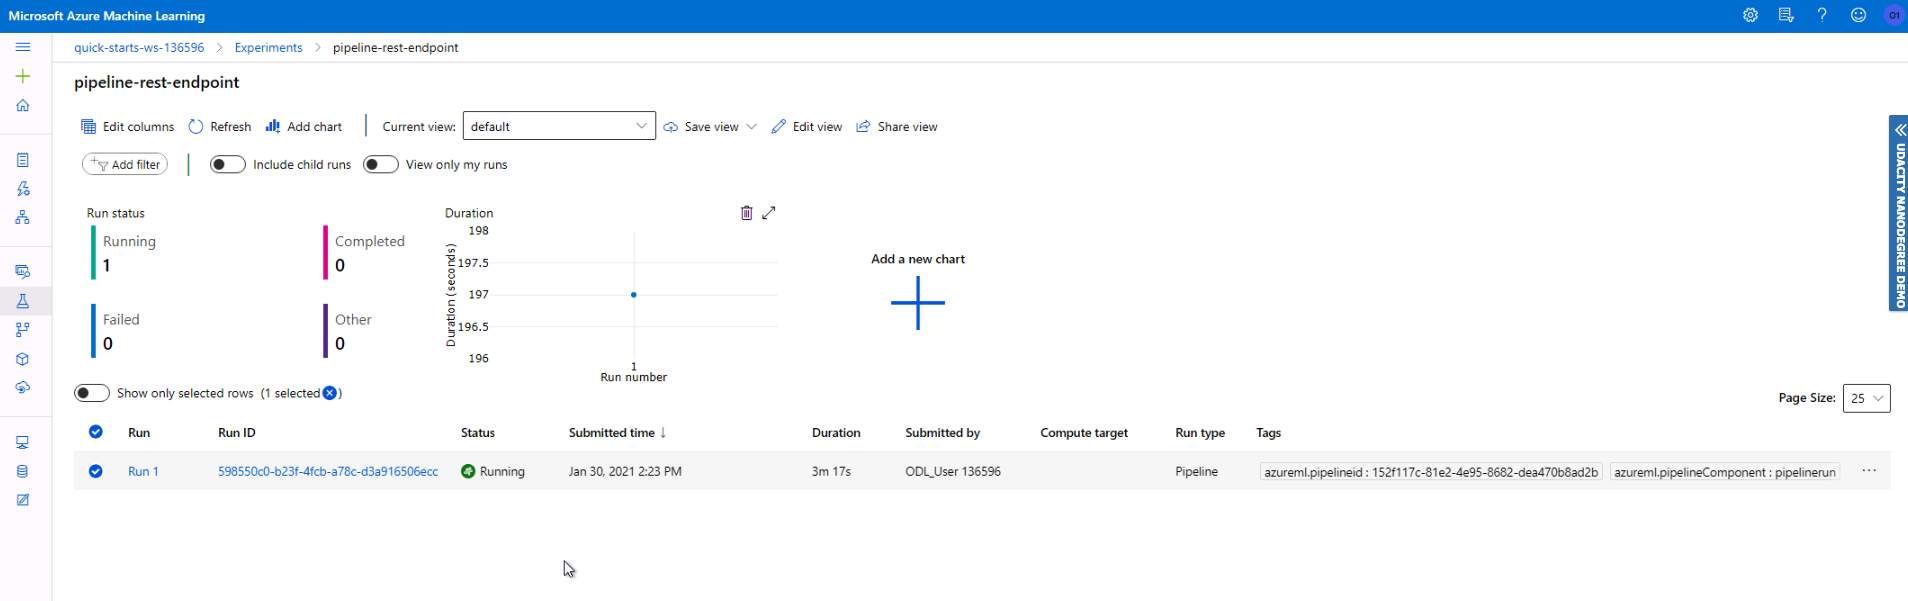 Microsoft Azure Machine Learning
01
quick-starts-ws-136596 > Experiments > pipeline-rest-endpoint
pipeline-rest-endpoint
Edit columns Refresh Add chart Current view: default Save view Edit view Share view
Add filter Include child runs View only my runs
UDACITY NANODEGREE DEMO
Run status
Running
1
Completed
0
Failed
0
Other
0
Duration
Duration (seconds)
198
197.5
197
196.5
196
1
Run number
Add a new chart
Show only selected rows (1 selected )
Page Size: 25
Run Run ID Status Submitted time ↓ Duration Submitted by Compute target Run type Tags
Run 1 598550c0-b23f-4fcb-a78c-d3a916506ecc Running Jan 30, 2021 2:23 PM 3m 17s ODL_User 136596 Pipeline azureml.pipelineid : 152f117c-81e2-4e95-8682-dea470b8ad2b azureml.pipelineComponent : pipelinerun ...